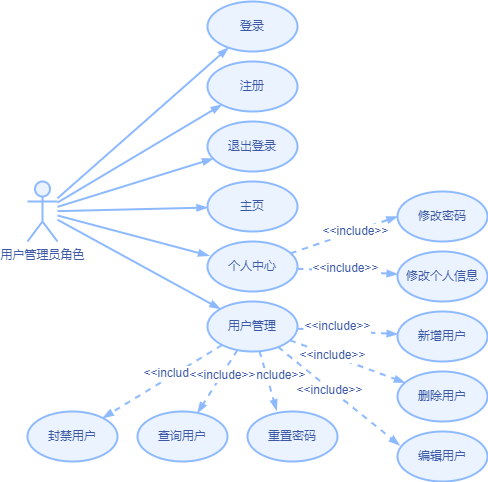 登录
注册
退出登录
主页
用户管理员角色
个人中心
<<include>>
修改密码
<<include>>
修改个人信息
用户管理
<<include>>
新增用户
<<include>>
删除用户
<<includ
<<include>>
nclude>>
<<include>>
封禁用户
查询用户
重置密码
编辑用户